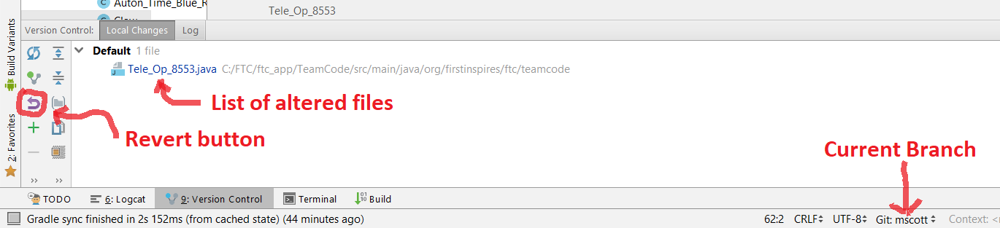 Auton_Time_Blue_R
Tele_Op_8553
Version Control: Local Changes Log
Build Variants
Default 1 file
Tele_Op_8553.java C:/FTC/ftc_app/TeamCode/src/main/java/org/firstinspires/ftc/teamcode
List of altered files
Revert button
2: Favorites
Current Branch
TODO 6: Logcat 9: Version Control Terminal Build
Gradle sync finished in 2s 152ms (from cached state) (44 minutes ago) 62:2 CRLF UTF-8 Git: mscott Context: